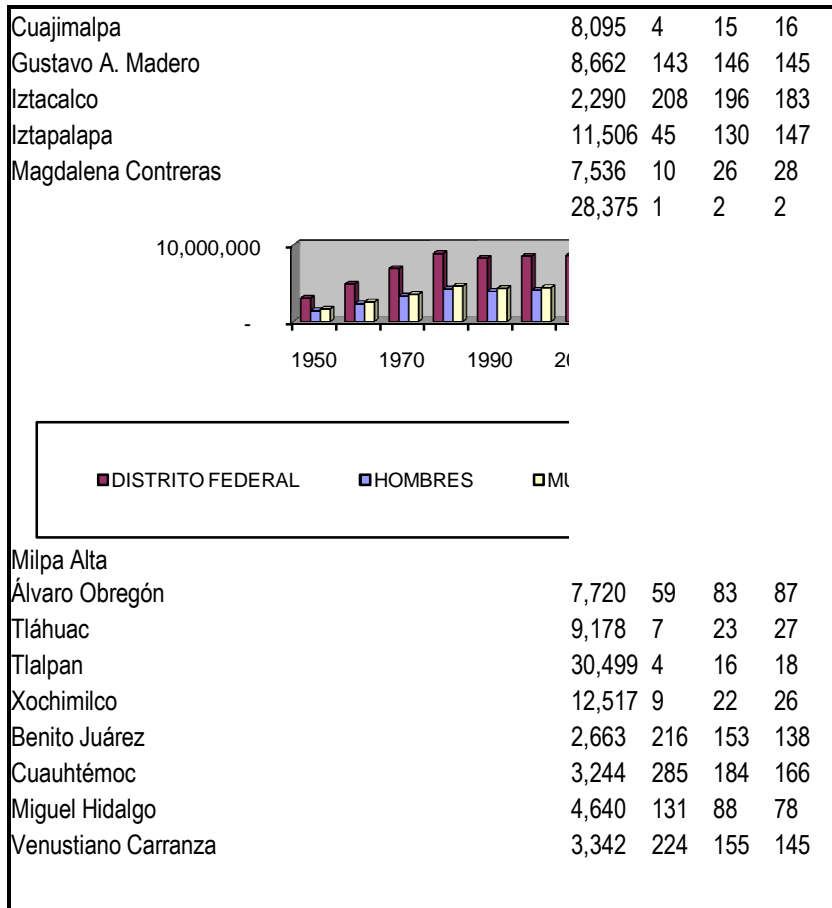 Cuajimalpa 8,095 4 15 16
Gustavo A. Madero 8,662 143 146 145
Iztacalco 2,290 208 196 183
Iztapalapa 11,506 45 130 147
Magdalena Contreras 7,536 10 26 28
28,375 1 2 2
10,000,000
-
1950 1970 1990
DISTRITO FEDERAL HOMBRES
Milpa Alta
Álvaro Obregón 7,720 59 83 87
Tláhuac 9,178 7 23 27
Tlalpan 30,499 4 16 18
Xochimilco 12,517 9 22 26
Benito Juárez 2,663 216 153 138
Cuauhtémoc 3,244 285 184 166
Miguel Hidalgo 4,640 131 88 78
Venustiano Carranza 3,342 224 155 145